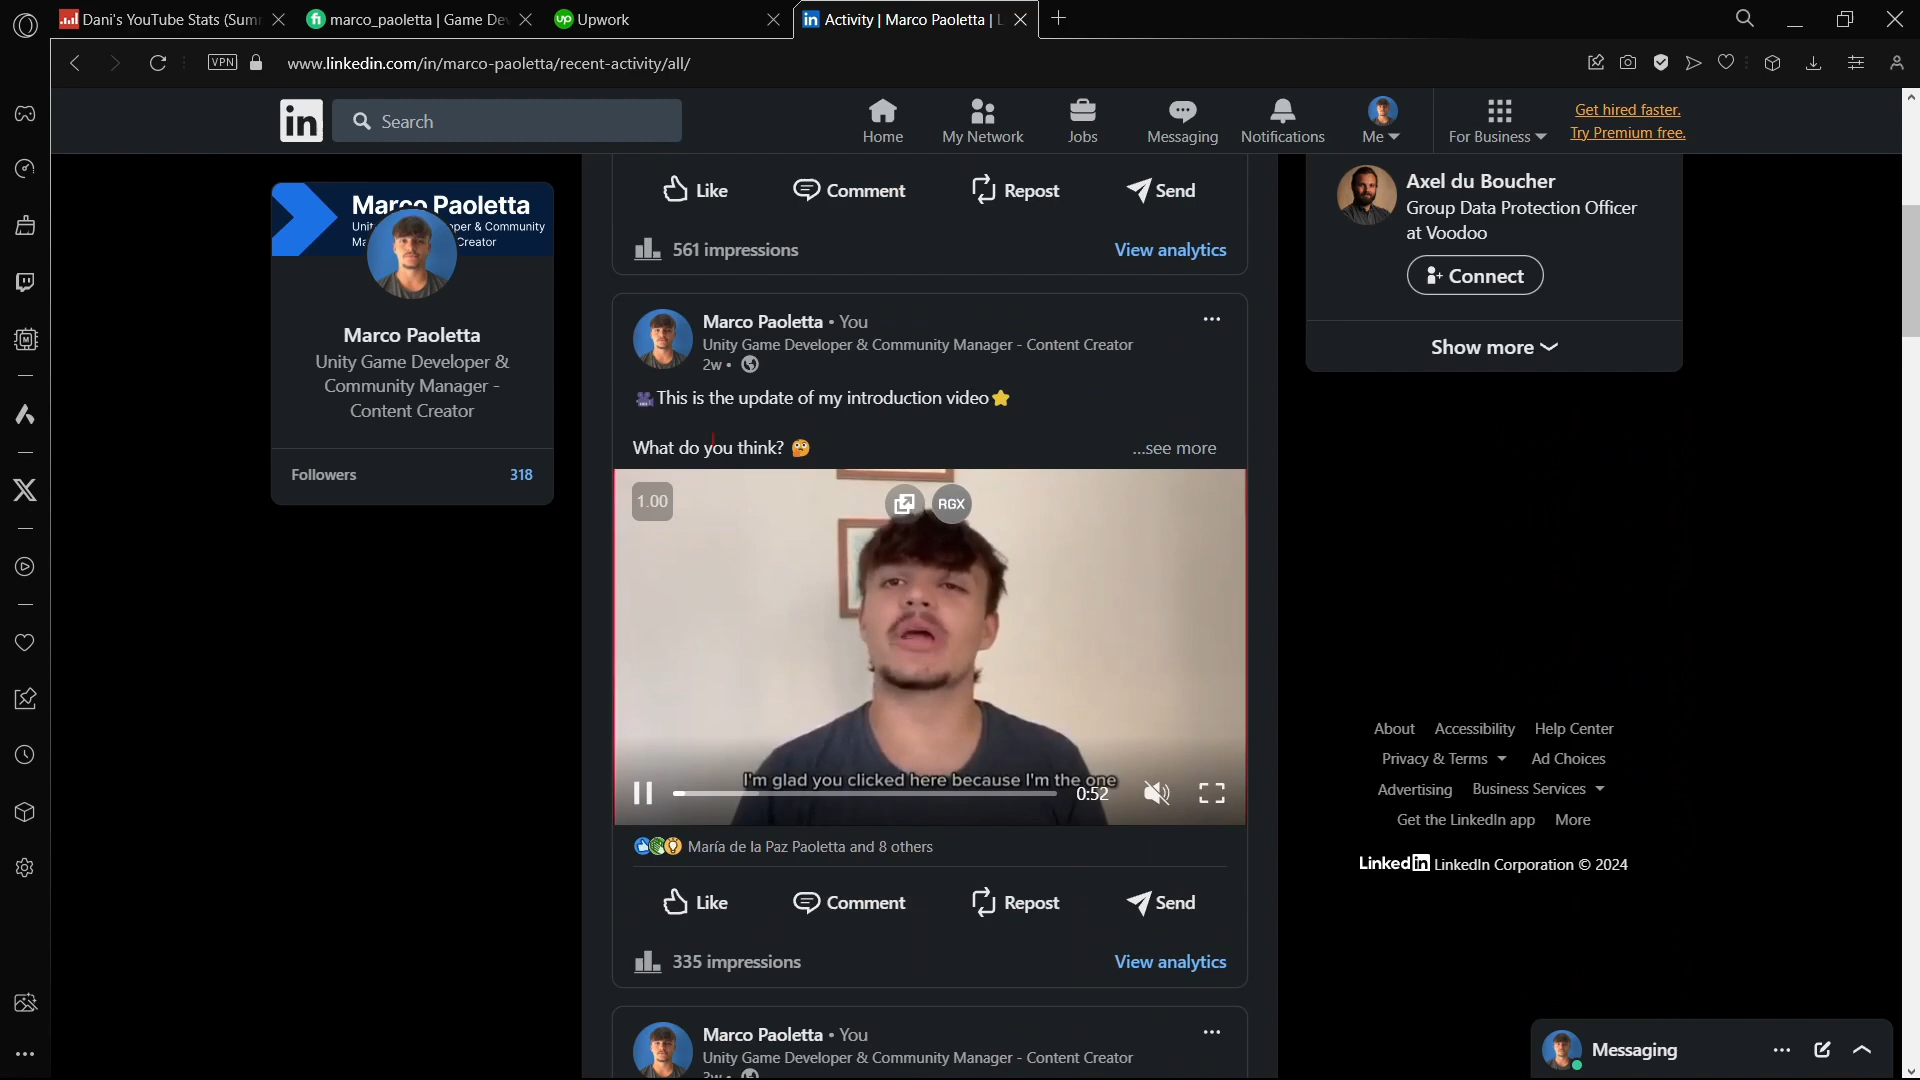 Dani's YouTube Stats (Sum
marco_paoletta | Game De
Upwork
Activity | Marco Paoletta | L
VPN
www.linkedin.com/in/marco-paoletta/recent-activity/all/
in
Search
Home
My Network
Jobs
Messaging
Notifications
Me
For Business
Get hired faster.
Try Premium free.
Marco Paoletta
Marco Paoletta
Unity Game Developer &
Community Manager -
Content Creator
Followers 318
Like
Comment
Repost
Send
561 impressions
View analytics
Marco Paoletta • You
Unity Game Developer & Community Manager - Content Creator
2w •
🎥This is the update of my introduction video⭐
What do you think? 🤔
...see more
1.00
RGX
I'm glad you clicked here because I'm the one
0:52
María de la Paz Paoletta and 8 others
Like
Comment
Repost
Send
335 impressions
View analytics
Marco Paoletta • You
Unity Game Developer & Community Manager - Content Creator
Axel du Boucher
Group Data Protection Officer
at Voodoo
Connect
Show more
About Accessibility Help Center
Privacy & Terms Ad Choices
Advertising Business Services
Get the LinkedIn app More
LinkedIn LinkedIn Corporation © 2024
Messaging